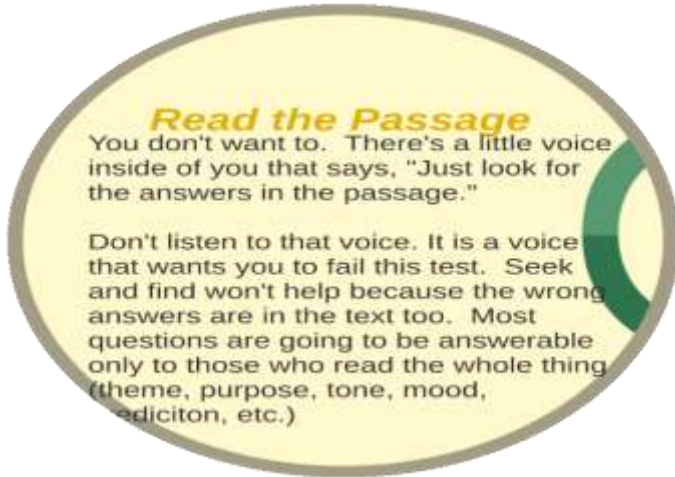 Read the Passage
You don't want to.  There's a little voice
inside of you that says, "Just look for
the answers in the passage."
Don't listen to that voice. It is a voice
that wants you to fail this test.  Seek
and find won't help because the wrong
answers are in the text too.  Most
questions are going to be answerable
only to those who read the whole thing
(theme, purpose, tone, mood,
etc.)